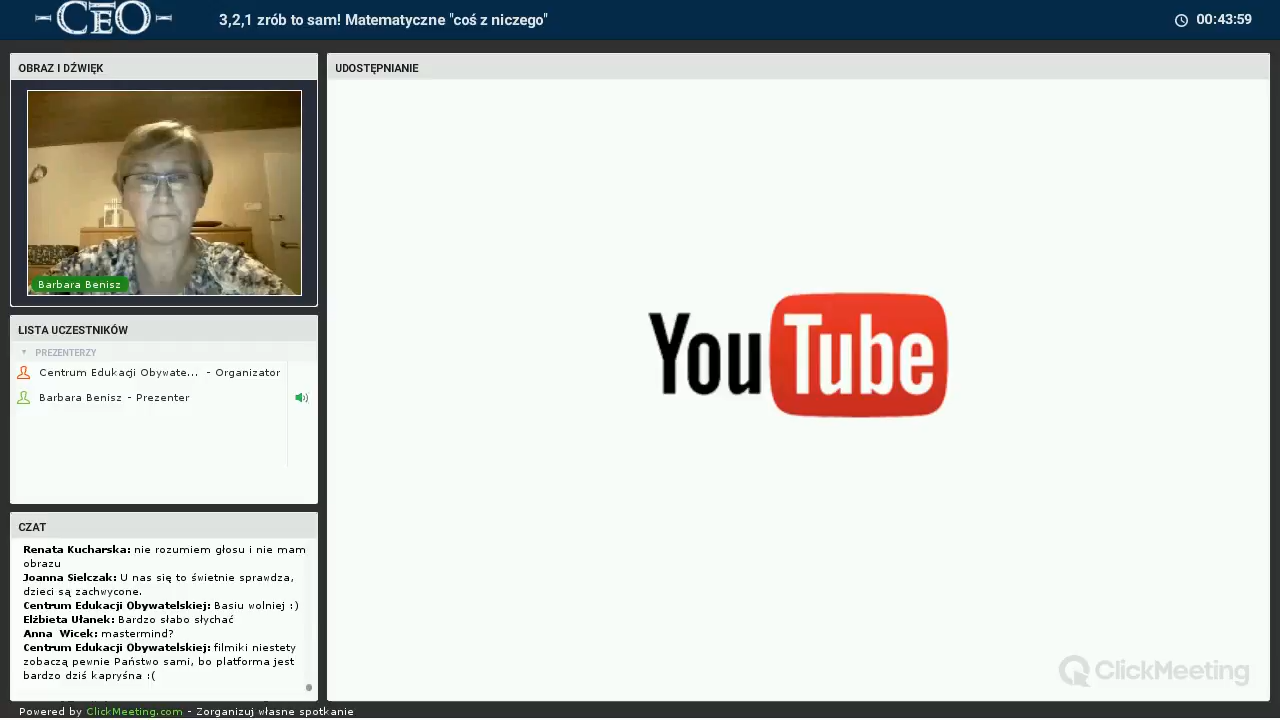 CEO
3,2,1 zrób to sam! Matematyczne "coś z niczego"
00:43:59
OBRAZ I DŹWIĘK
Barbara Benisz
LISTA UCZESTNIKÓW
PREZENTERZY
Centrum Edukacji Obywate... - Organizator
Barbara Benisz - Prezenter
CZAT
Renata Kucharska: nie rozumiem głosu i nie mam
obrazu
Joanna Sielczak: U nas się to świetnie sprawdza,
dzieci są zachwycone.
Centrum Edukacji Obywatelskiej: Basiu wolniej :)
Elżbieta Ułanek: Bardzo słabo słychać
Anna Wicek: mastermind?
Centrum Edukacji Obywatelskiej: filmiki niestety
zobaczą pewnie Państwo sami, bo platforma jest
bardzo dziś kapryśna :(
UDOSTĘPNIANIE
YouTube
ClickMeeting
Powered by ClickMeeting.com - Zorganizuj własne spotkanie